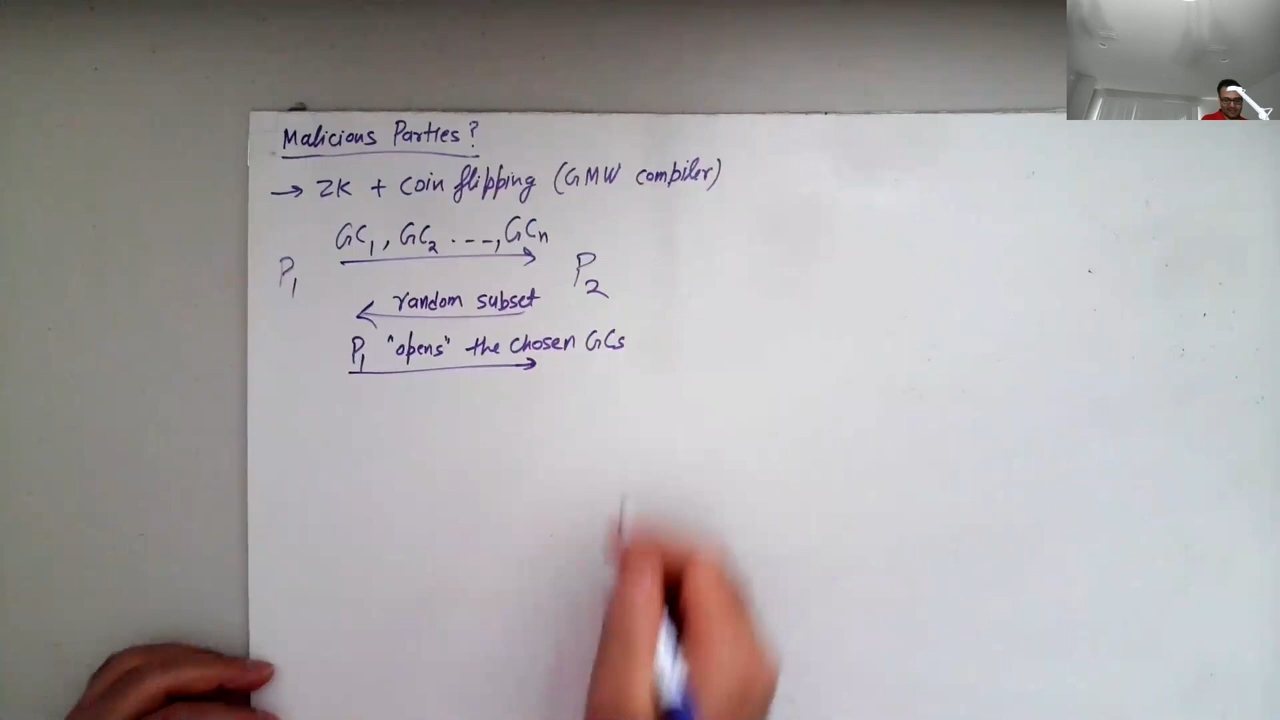 Malicious Parties?
→ ZK + Coin flipping (GMW compiler)
GC₁, GC₂ ---, GCn
P₁ P₂
random subset
P₁ "opens" the chosen GCs